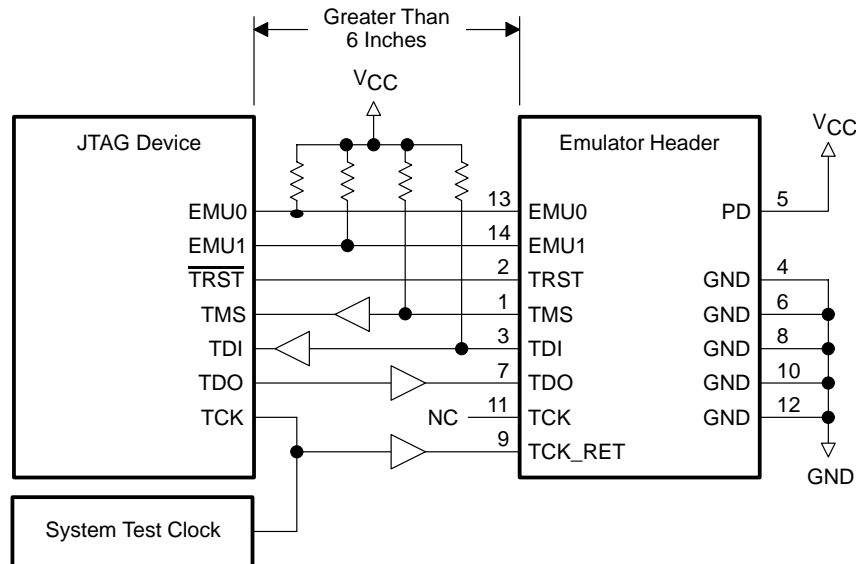 Greater Than
6 Inches
VCC
JTAG Device
Emulator Header
VCC
EMU0 13 EMU0 PD 5
EMU1 14 EMU1
TRST 2 TRST GND 4
TMS 1 TMS GND 6
TDI 3 TDI GND 8
TDO 7 TDO GND 10
TCK NC 11 TCK GND 12
9 TCK_RET
GND
System Test Clock